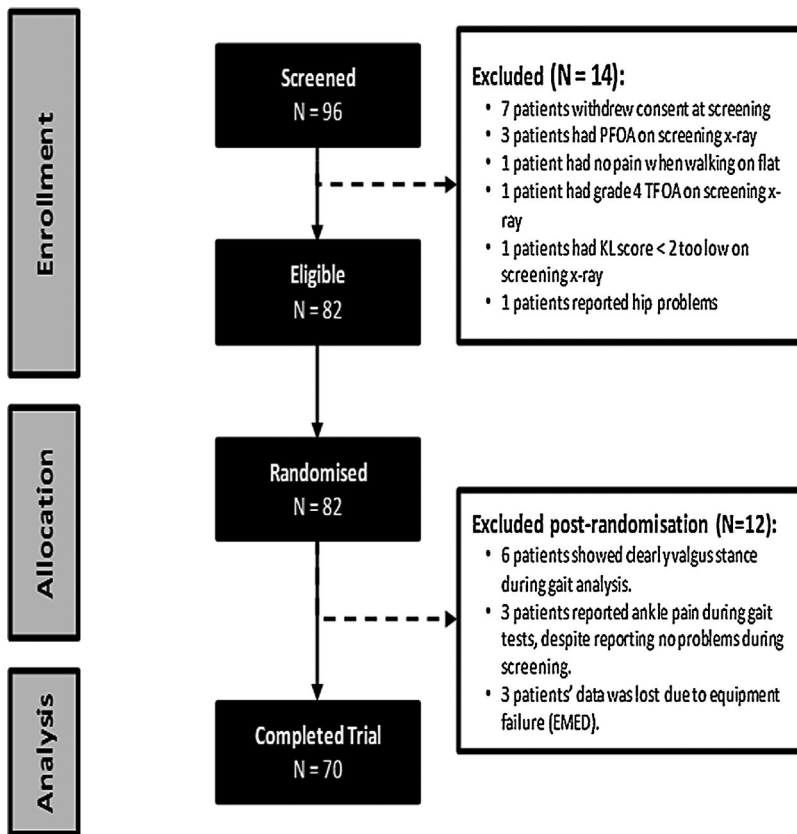 Enrollment
Screened
N = 96
Excluded (N = 14):
• 7 patients withdrew consent at screening
• 3 patients had PFOA on screening x-ray
• 1 patient had no pain when walking on flat
• 1 patient had grade 4 TFOA on screening x-
ray
• 1 patients had KL score < 2 too low on
screening x-ray
• 1 patients reported hip problems
Eligible
N = 82
Allocation
Randomised
N = 82
Excluded post-randomisation (N=12):
• 6 patients showed clearly valgus stance
during gait analysis.
• 3 patients reported ankle pain during gait
tests, despite reporting no problems during
screening.
• 3 patients' data was lost due to equipment
failure (EMED).
Analysis
Completed Trial
N = 70